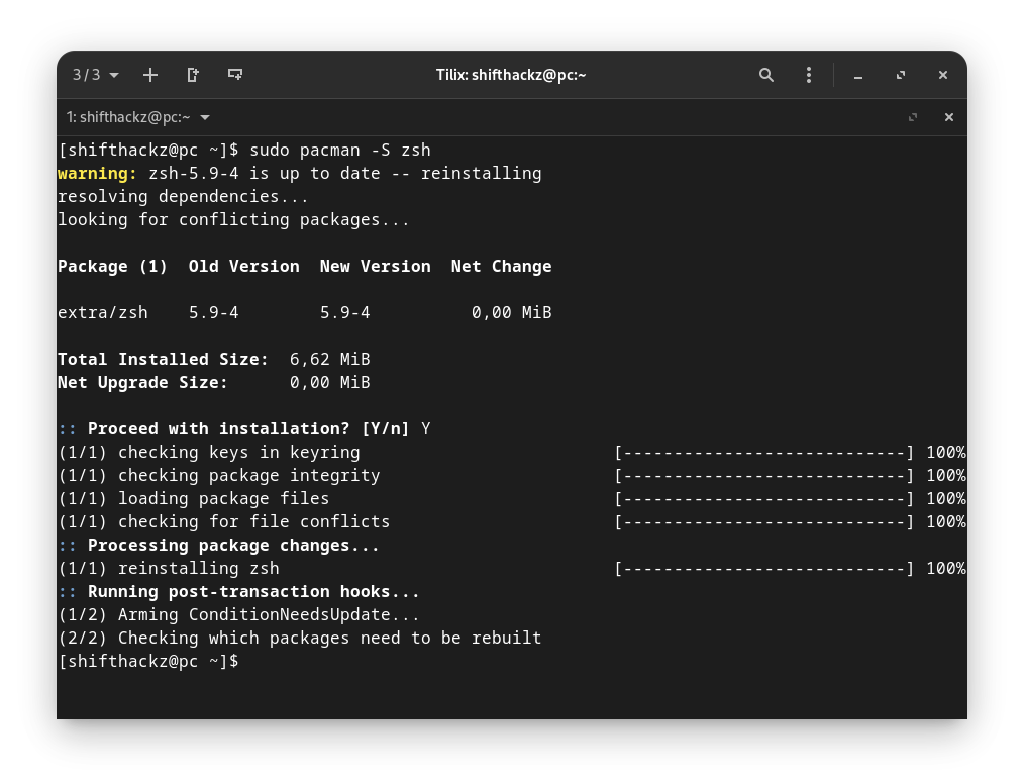 3 / 3
Tilix: shifthackz@pc:~
1: shifthackz@pc:~
[shifthackz@pc ~]$ sudo pacman -S zsh
warning: zsh-5.9-4 is up to date -- reinstalling
resolving dependencies...
looking for conflicting packages...
Package (1)  Old Version  New Version  Net Change
extra/zsh    5.9-4        5.9-4          0,00 MiB
Total Installed Size:  6,62 MiB
Net Upgrade Size:      0,00 MiB
:: Proceed with installation? [Y/n] Y
(1/1) checking keys in keyring                         [----------------------------] 100%
(1/1) checking package integrity                       [----------------------------] 100%
(1/1) loading package files                            [----------------------------] 100%
(1/1) checking for file conflicts                      [----------------------------] 100%
:: Processing package changes...
(1/1) reinstalling zsh                                 [----------------------------] 100%
:: Running post-transaction hooks...
(1/2) Arming ConditionNeedsUpdate...
(2/2) Checking which packages need to be rebuilt
[shifthackz@pc ~]$